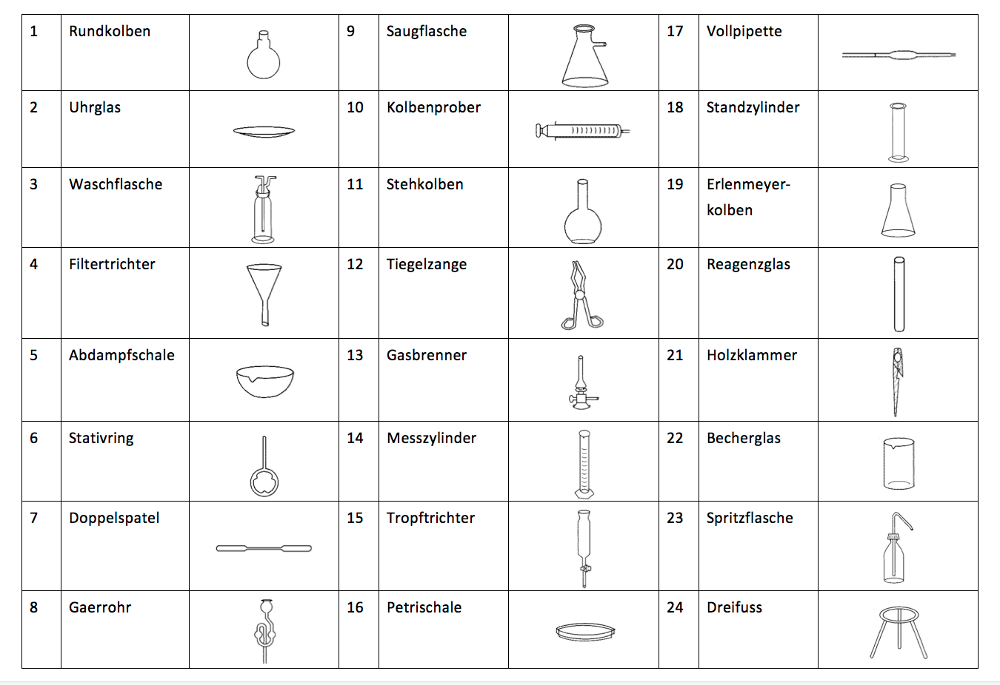 1 Rundkolben 9 Saugflasche 17 Vollpipette
2 Uhrglas 10 Kolbenprober 18 Standzylinder
3 Waschflasche 11 Stehkolben 19 Erlenmeyer-
kolben
4 Filtertrichter 12 Tiegelzange 20 Reagenzglas
5 Abdampfschale 13 Gasbrenner 21 Holzklammer
6 Stativring 14 Messzylinder 22 Becherglas
7 Doppelspatel 15 Tropftrichter 23 Spritzflasche
8 Gaerrohr 16 Petrischale 24 Dreifuss